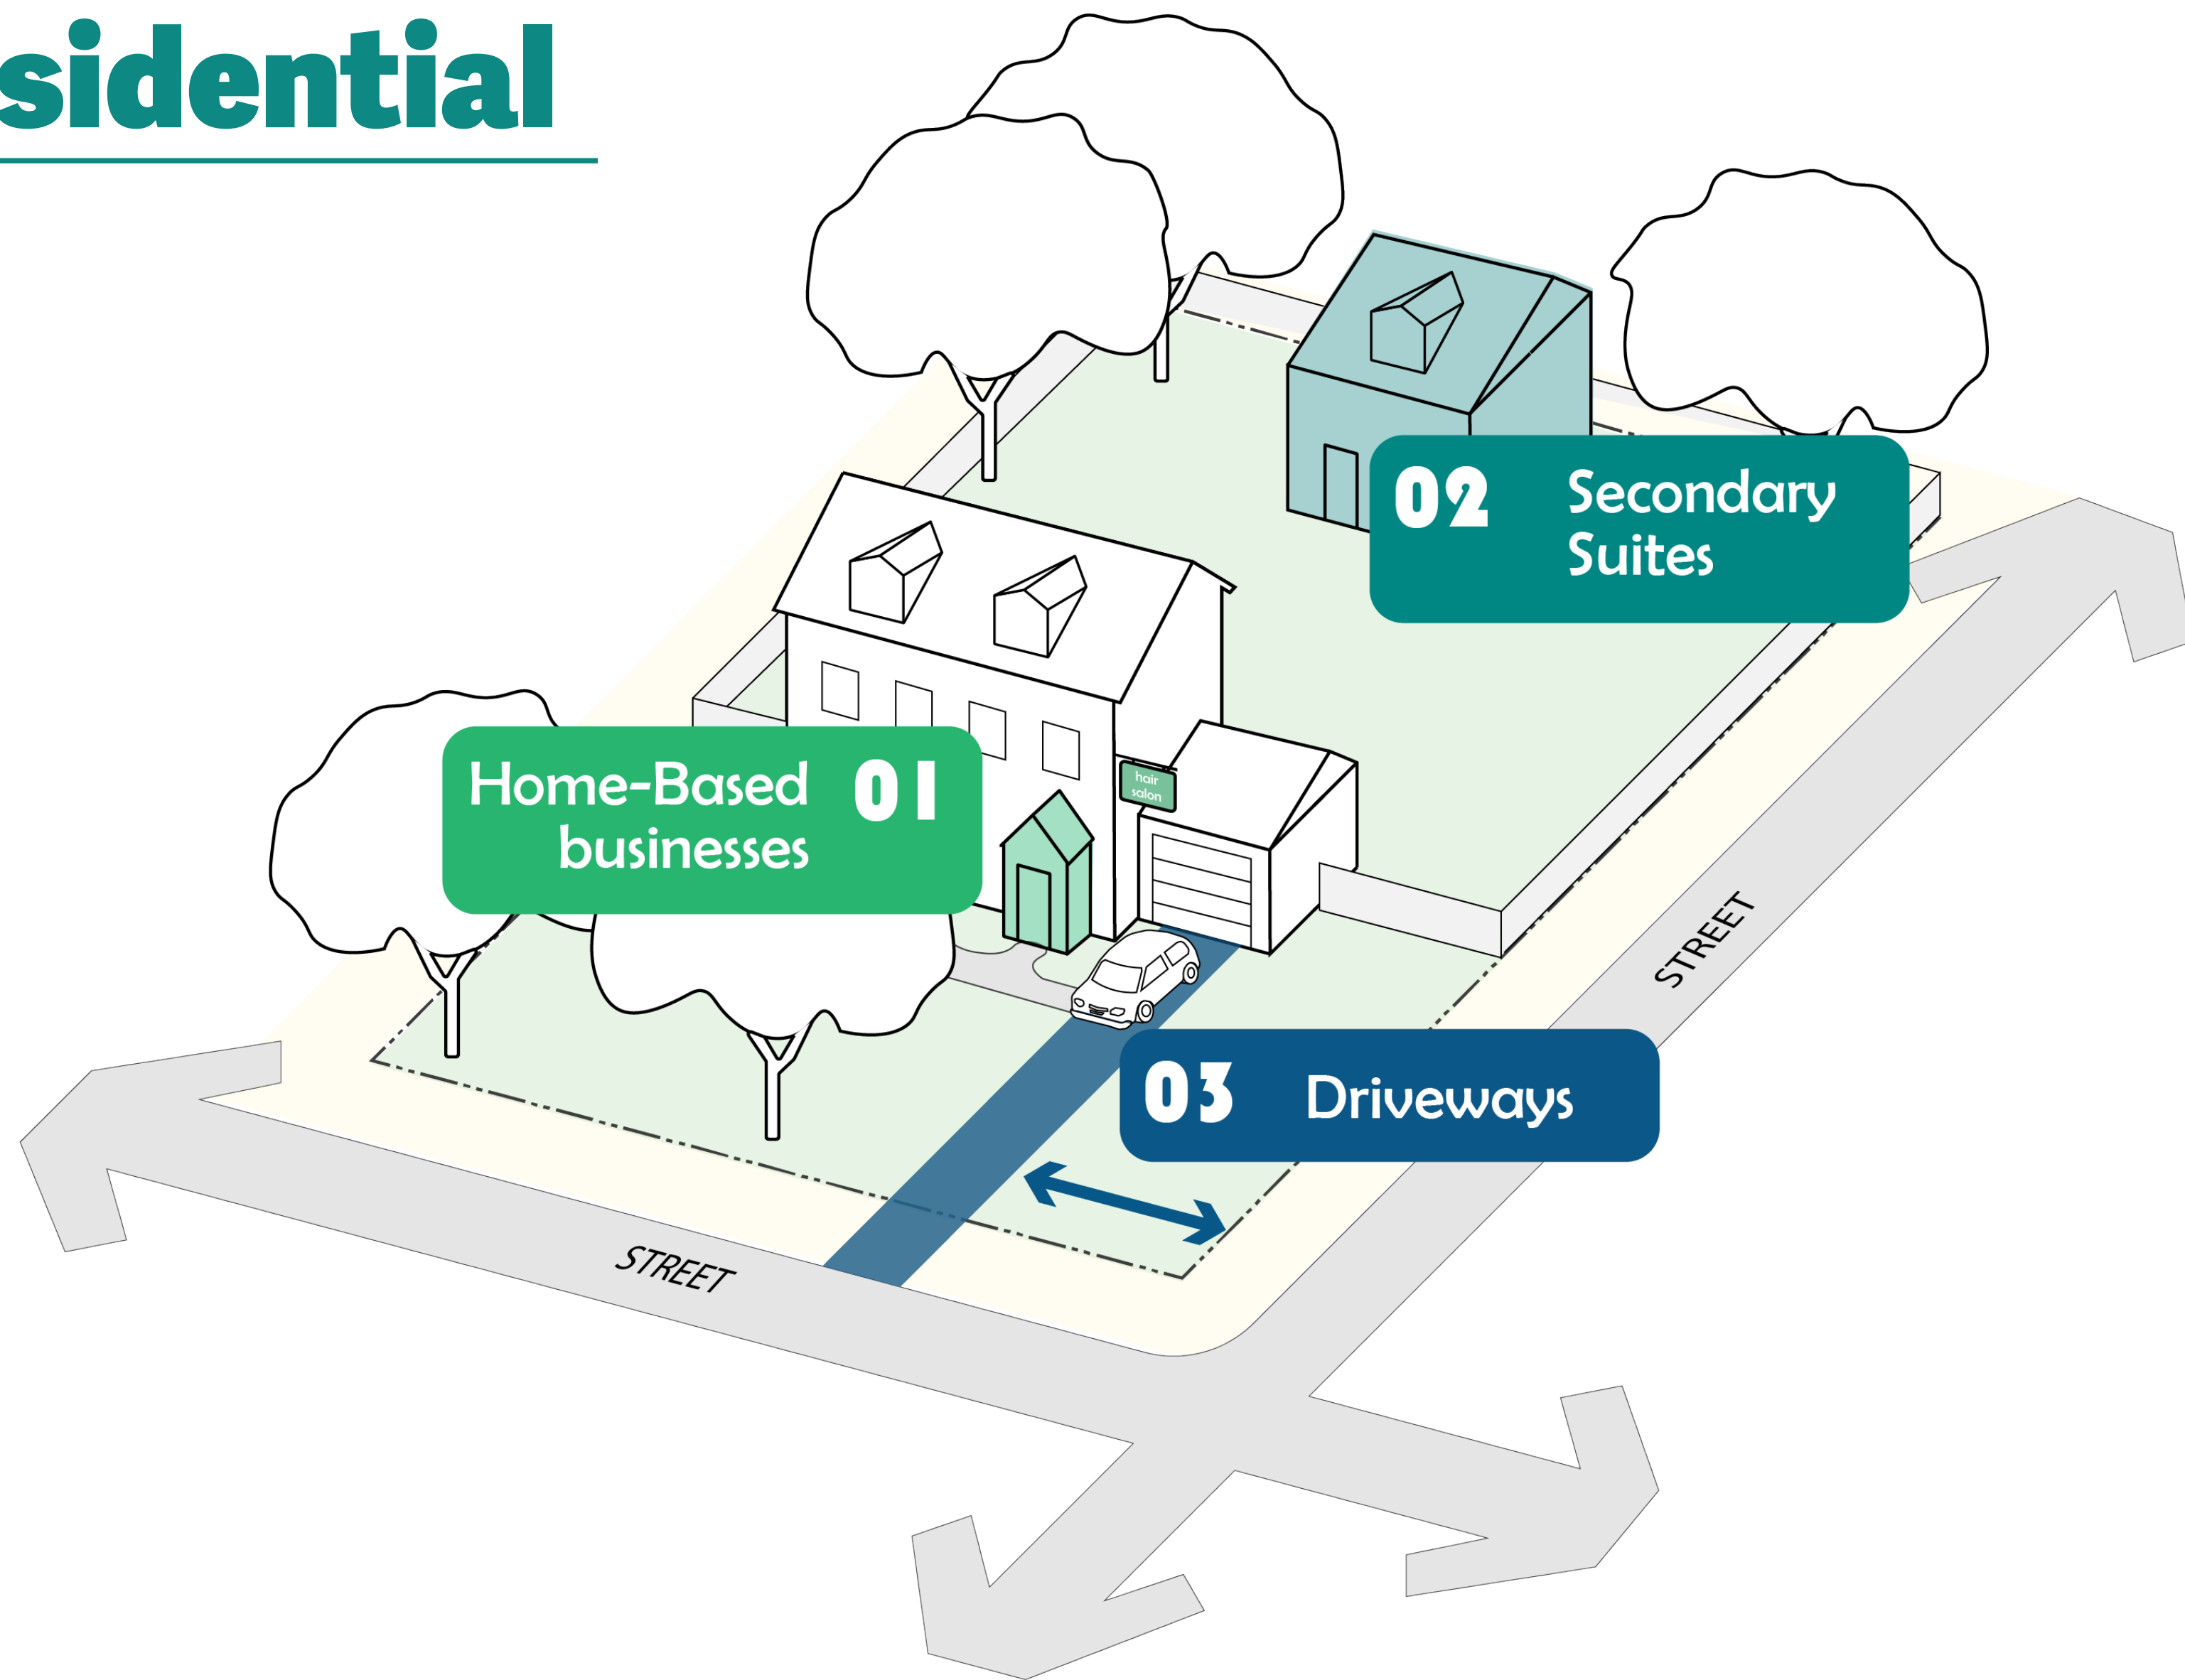 sidential
02 Secondary
Suites
Home-Based 01
businesses
hair
salon
STREET
03 Driveways
STREET